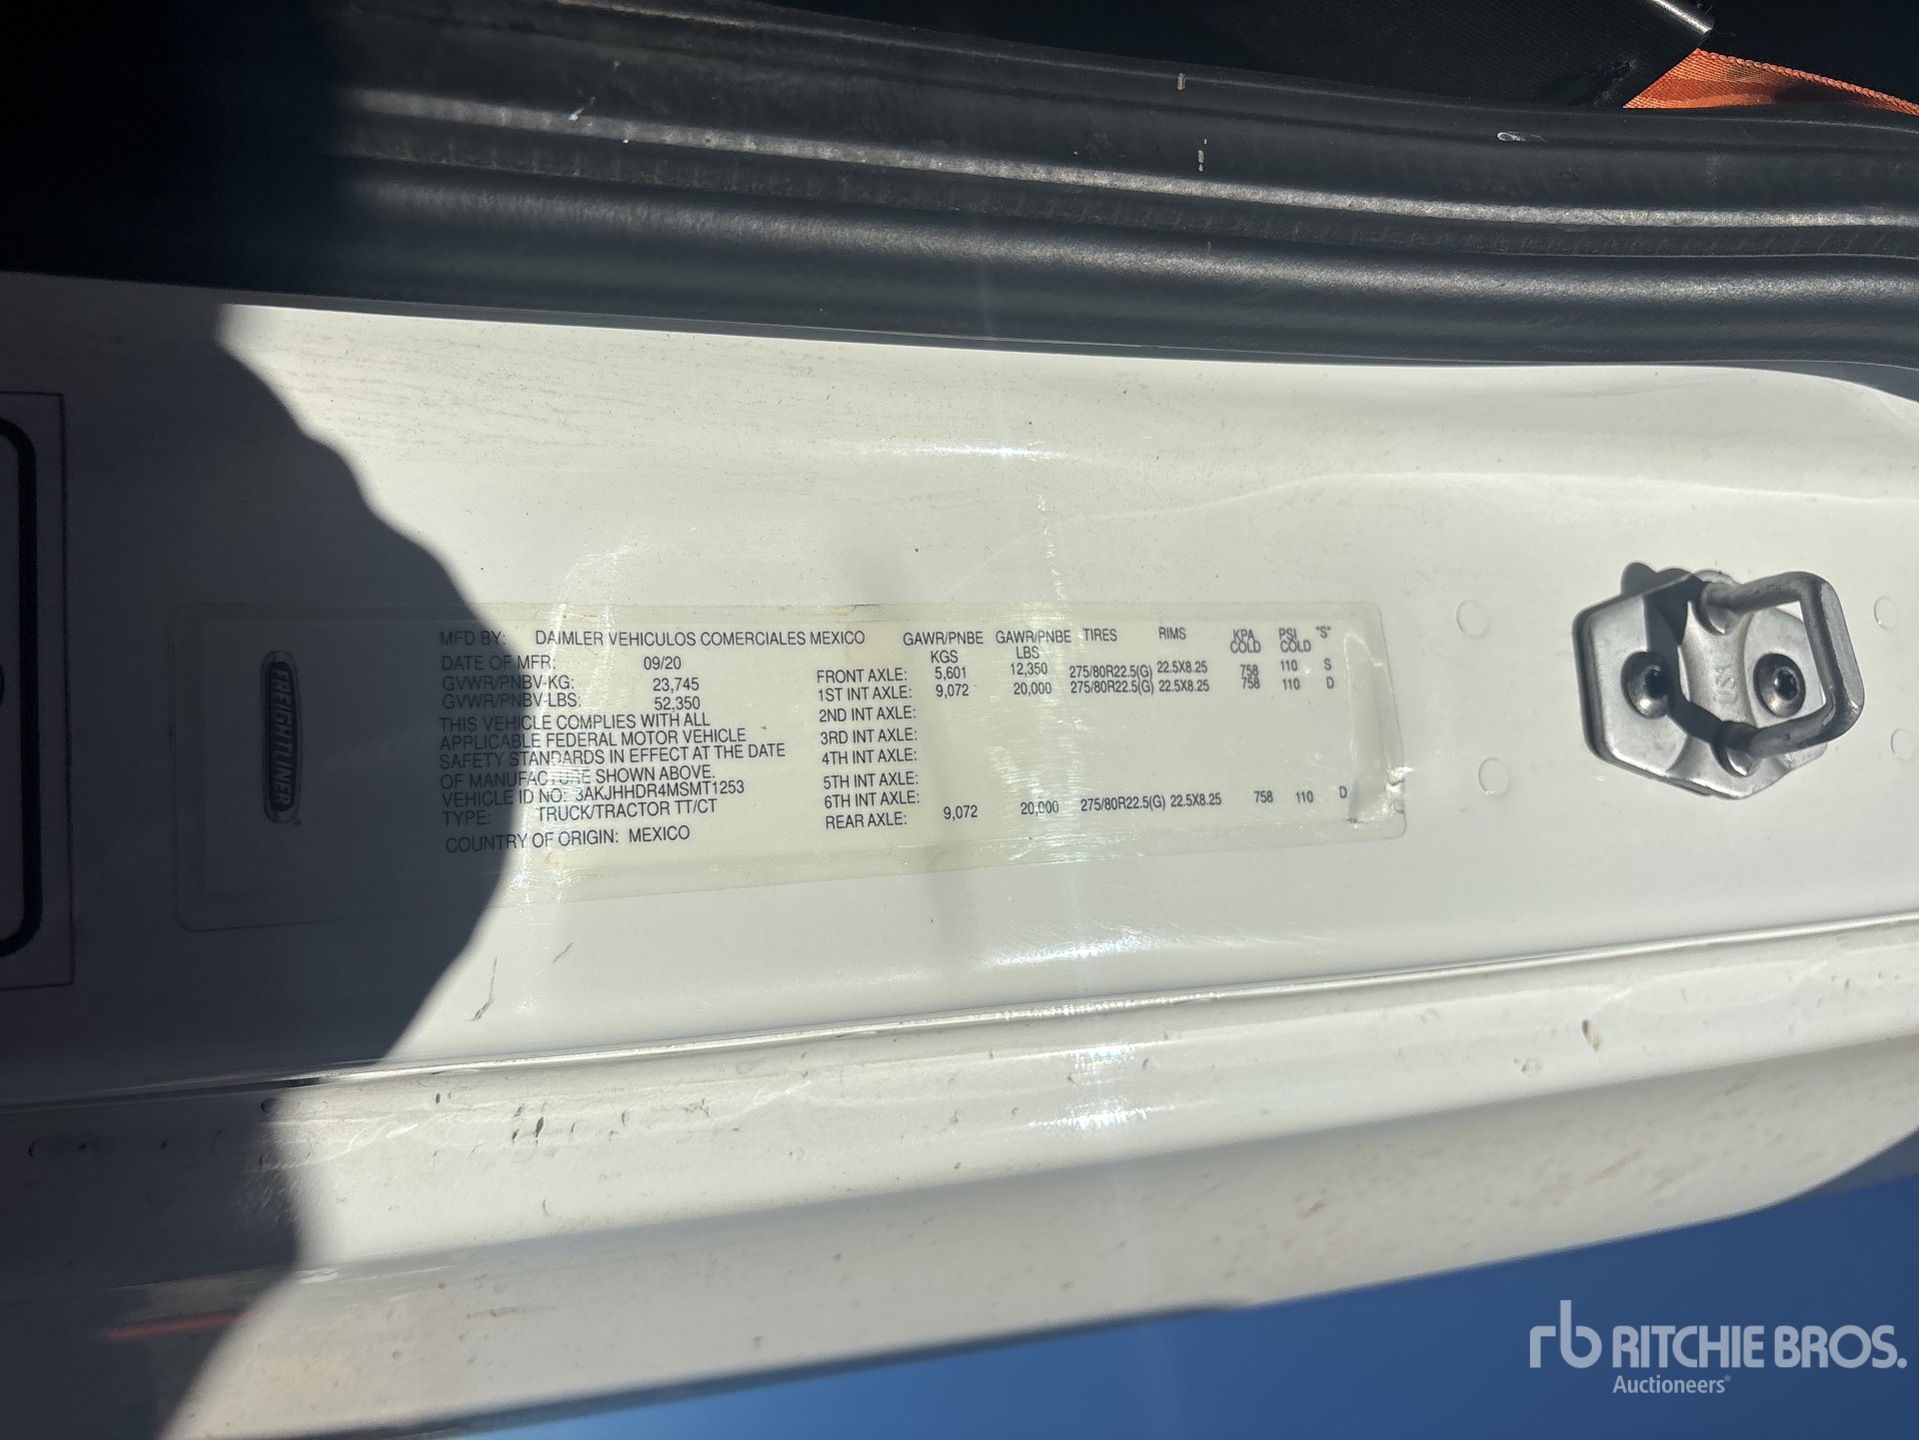 FREIGHTLINER
MFD BY: DAIMLER VEHICULOS COMERCIALES MEXICO
DATE OF MFR: 09/20
GVWR/PNBV-KG: 23,745
GVWR/PNBV-LBS: 52,350
THIS VEHICLE COMPLIES WITH ALL
APPLICABLE FEDERAL MOTOR VEHICLE
SAFETY STANDARDS IN EFFECT AT THE DATE
OF MANUFACTURE SHOWN ABOVE.
VEHICLE ID NO: 3AKJHHDR4MSMT1253
TYPE: TRUCK/TRACTOR TT/CT
COUNTRY OF ORIGIN: MEXICO
GAWR/PNBE KGS GAWR/PNBE LBS TIRES RIMS KPA COLD PSI COLD "S"
FRONT AXLE: 5,601 12,350 275/80R22.5(G) 22.5X8.25 758 110 S
1ST INT AXLE: 9,072 20,000 275/80R22.5(G) 22.5X8.25 758 110 D
2ND INT AXLE:
3RD INT AXLE:
4TH INT AXLE:
5TH INT AXLE:
6TH INT AXLE:
REAR AXLE: 9,072 20,000 275/80R22.5(G) 22.5X8.25 758 110 D
USA
rb RITCHIE BROS.
Auctioneers®